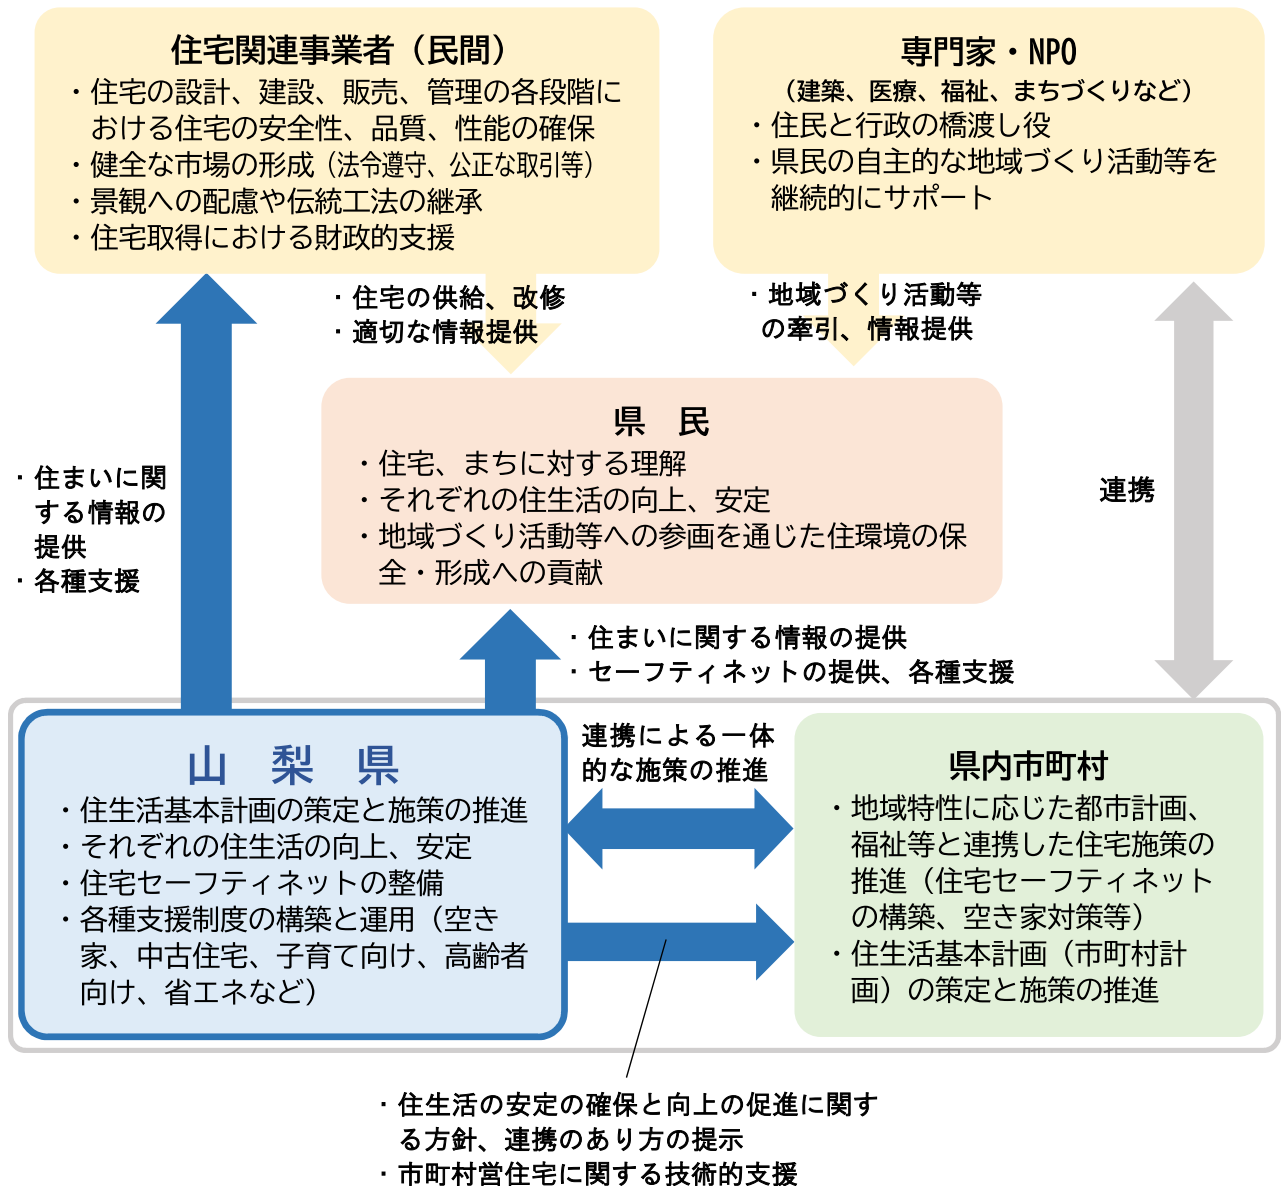 住宅関連事業者（民間）
・住宅の設計、建設、販売、管理の各段階に
おける住宅の安全性、品質、性能の確保
・健全な市場の形成（法令遵守、公正な取引等）
・景観への配慮や伝統工法の継承
・住宅取得における財政的支援
専門家・NPO
（建築、医療、福祉、まちづくりなど）
・住民と行政の橋渡し役
・県民の自主的な地域づくり活動等を
継続的にサポート
・住宅の供給、改修
・適切な情報提供
・地域づくり活動等
の牽引、情報提供
県　民
・住宅、まちに対する理解
・それぞれの住生活の向上、安定
・地域づくり活動等への参画を通じた住環境の保
全・形成への貢献
・住まいに関
する情報の
提供
・各種支援
連携
・住まいに関する情報の提供
・セーフティネットの提供、各種支援
山　梨　県
・住生活基本計画の策定と施策の推進
・それぞれの住生活の向上、安定
・住宅セーフティネットの整備
・各種支援制度の構築と運用（空き
家、中古住宅、子育て向け、高齢者
向け、省エネなど）
連携による一体
的な施策の推進
県内市町村
・地域特性に応じた都市計画、
福祉等と連携した住宅施策の
推進（住宅セーフティネット
の構築、空き家対策等）
・住生活基本計画（市町村計
画）の策定と施策の推進
・住生活の安定の確保と向上の促進に関す
る方針、連携のあり方の提示
・市町村営住宅に関する技術的支援